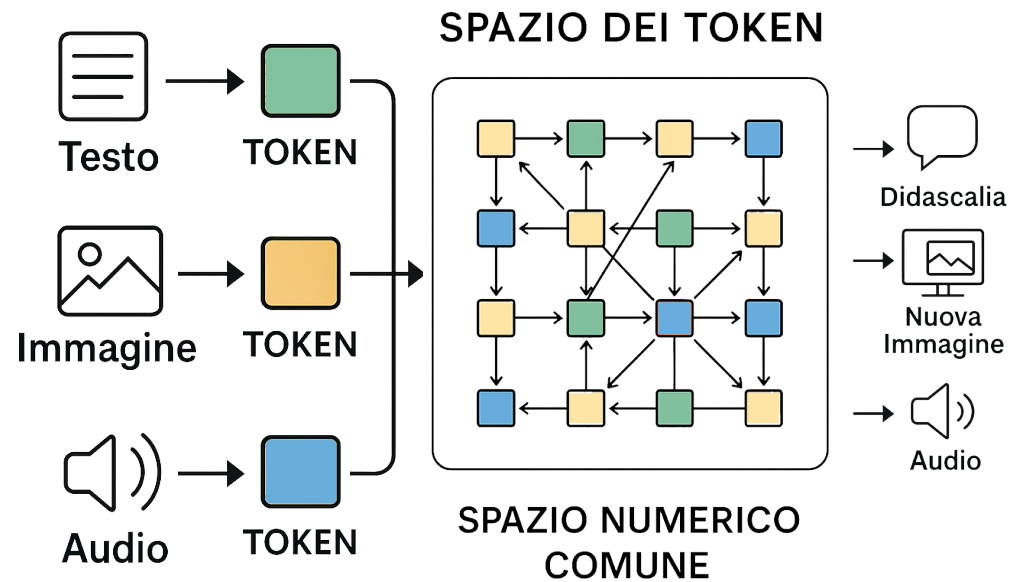 SPAZIO DEI TOKEN
Testo
TOKEN
Immagine
TOKEN
Audio
TOKEN
SPAZIO NUMERICO
COMUNE
Didascalia
Nuova
Immagine
Audio